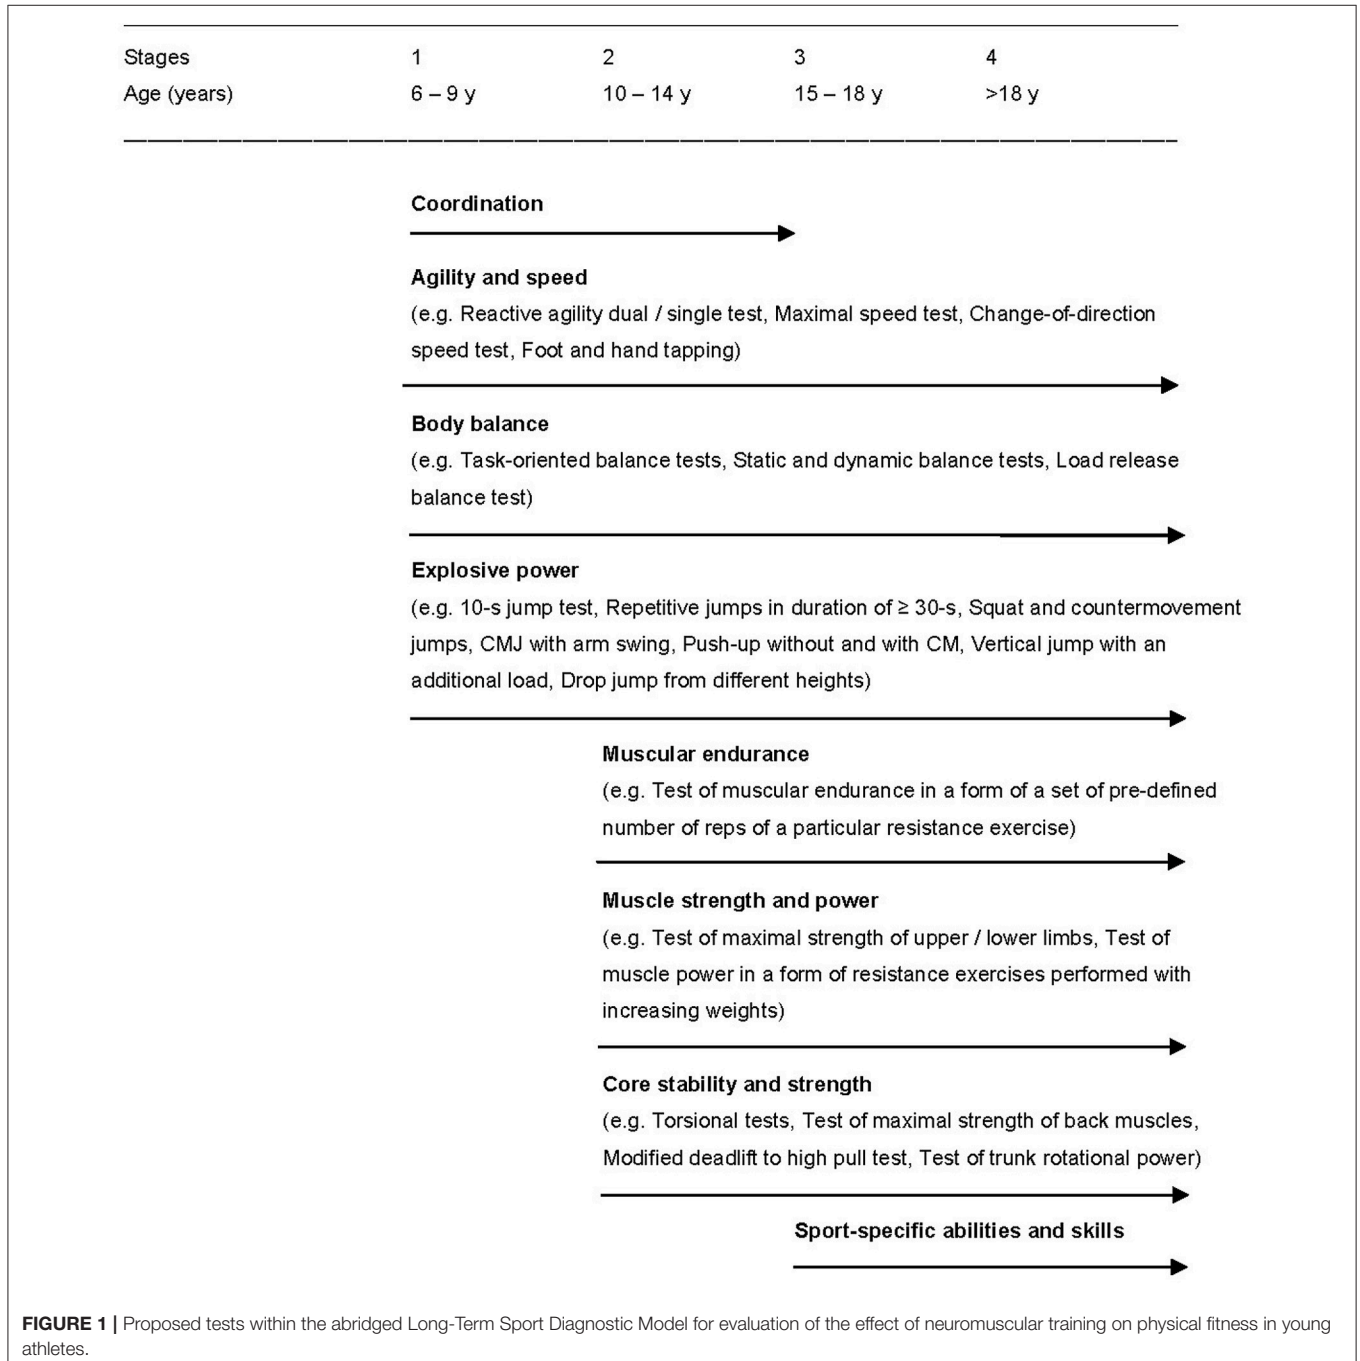 Stages 1 2 3 4
Age (years) 6 – 9 y 10 – 14 y 15 – 18 y >18 y
Coordination
Agility and speed
(e.g. Reactive agility dual / single test, Maximal speed test, Change-of-direction
speed test, Foot and hand tapping)
Body balance
(e.g. Task-oriented balance tests, Static and dynamic balance tests, Load release
balance test)
Explosive power
(e.g. 10-s jump test, Repetitive jumps in duration of ≥ 30-s, Squat and countermovement
jumps, CMJ with arm swing, Push-up without and with CM, Vertical jump with an
additional load, Drop jump from different heights)
Muscular endurance
(e.g. Test of muscular endurance in a form of a set of pre-defined
number of reps of a particular resistance exercise)
Muscle strength and power
(e.g. Test of maximal strength of upper / lower limbs, Test of
muscle power in a form of resistance exercises performed with
increasing weights)
Core stability and strength
(e.g. Torsional tests, Test of maximal strength of back muscles,
Modified deadlift to high pull test, Test of trunk rotational power)
Sport-specific abilities and skills
FIGURE 1 | Proposed tests within the abridged Long-Term Sport Diagnostic Model for evaluation of the effect of neuromuscular training on physical fitness in young
athletes.